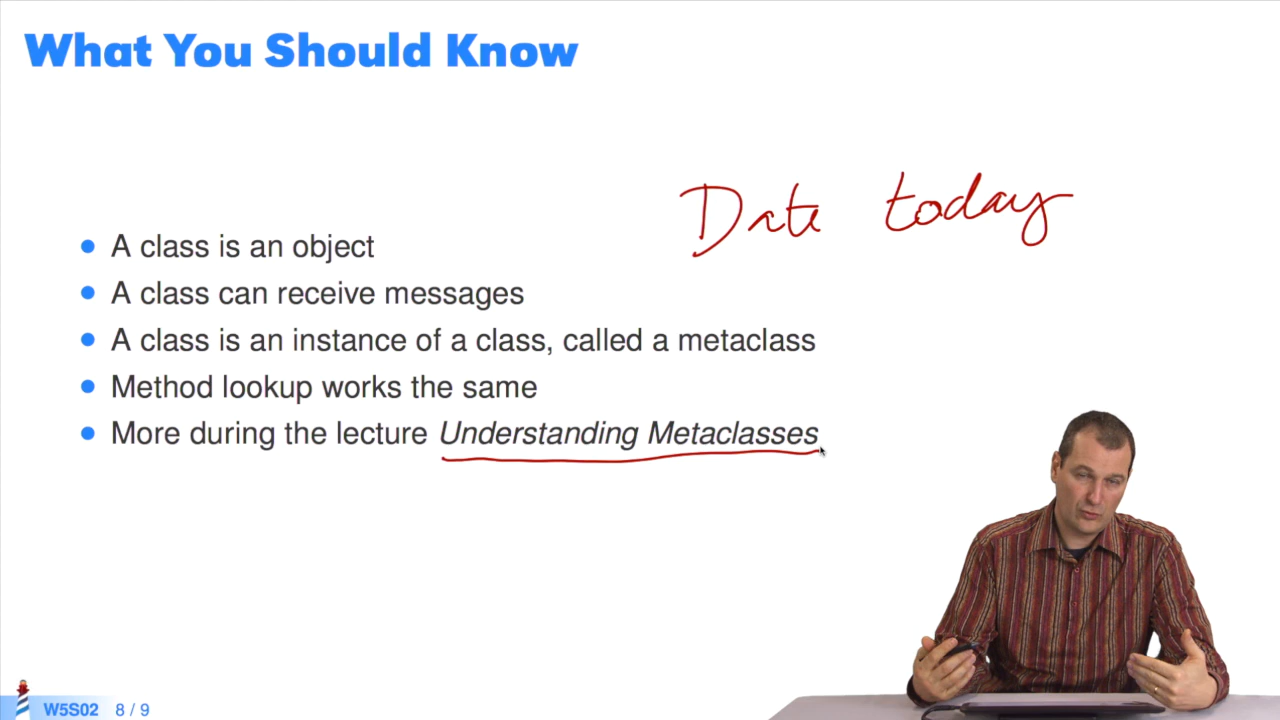 What You Should Know
Date today
A class is an object
A class can receive messages
A class is an instance of a class, called a metaclass
Method lookup works the same
More during the lecture Understanding Metaclasses
W5S02 8 / 9